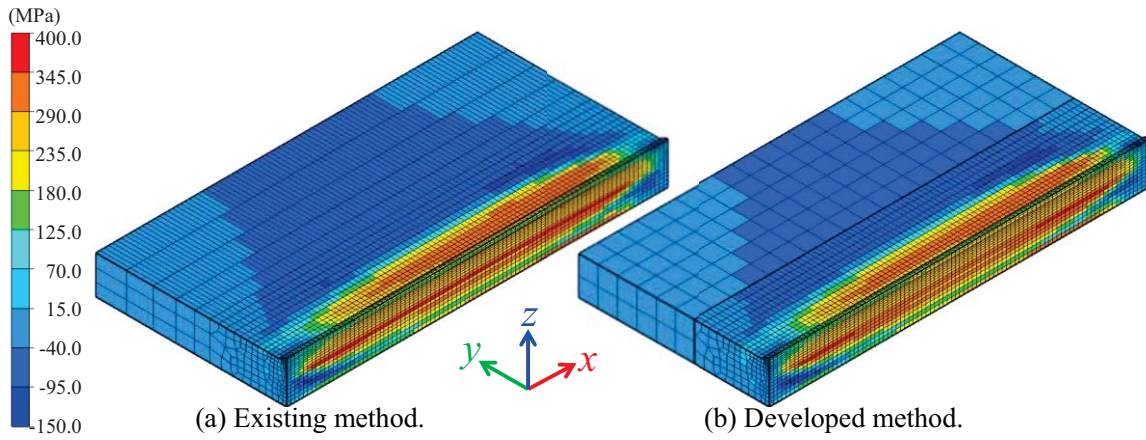 (MPa)
400.0
345.0
290.0
235.0
180.0
125.0
70.0
15.0
-40.0
-95.0
-150.0
z
y
x
(a) Existing method.
(b) Developed method.